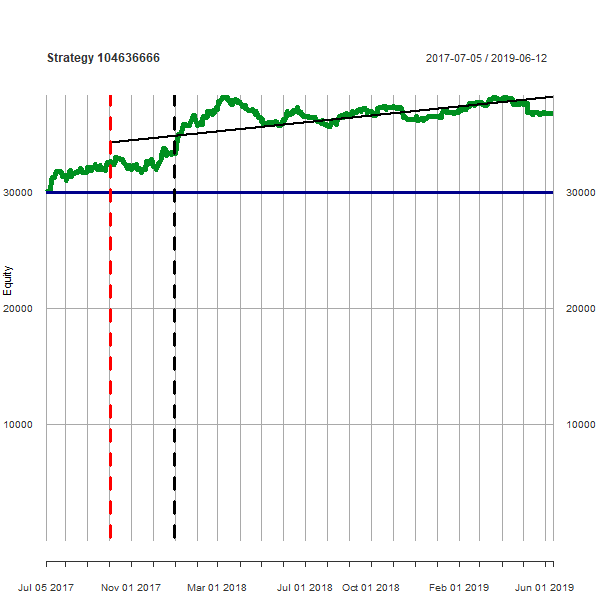 Strategy 104636666
2017-07-05 / 2019-06-12
30000
30000
Equity
20000
20000
10000
10000
Jul 05 2017
Nov 01 2017
Mar 01 2018
Jul 01 2018
Oct 01 2018
Feb 01 2019
Jun 01 2019